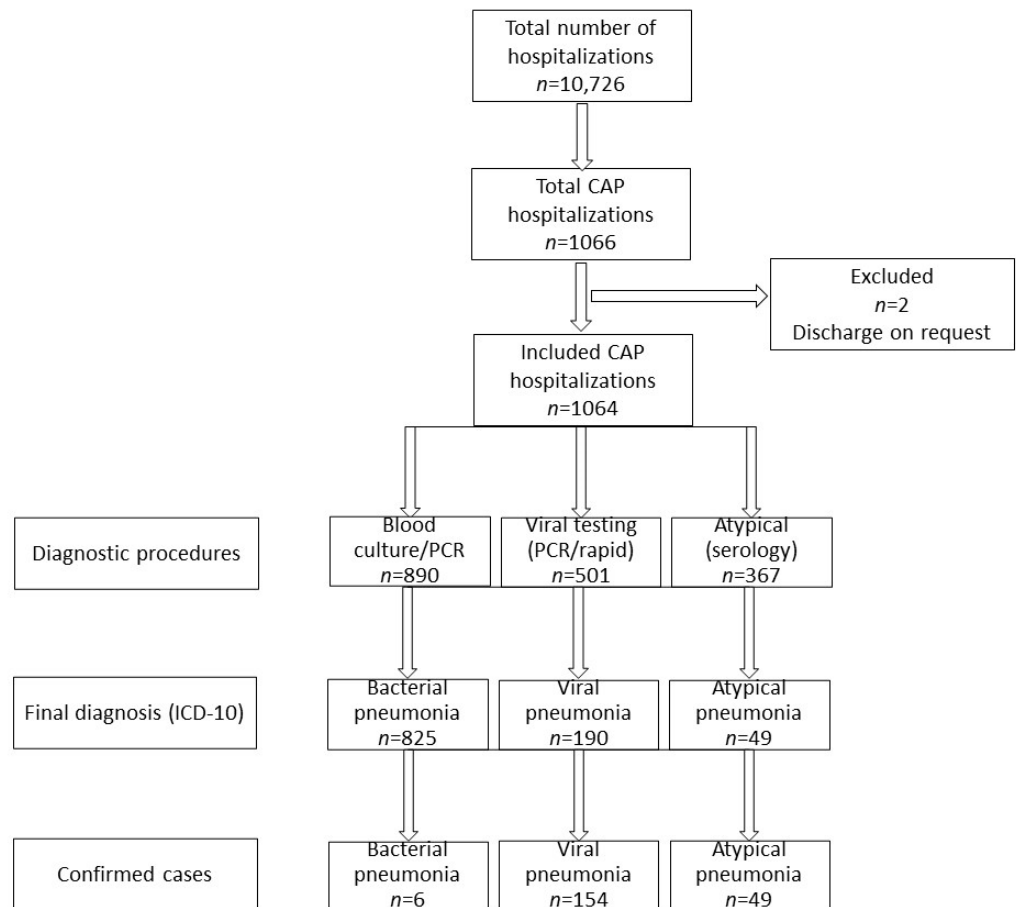 Total number of
hospitalizations
n=10,726
Total CAP
hospitalizations
n=1066
Excluded
n=2
Discharge on request
Included CAP
hospitalizations
n=1064
Diagnostic procedures
Blood
culture/PCR
n=890
Viral testing
(PCR/rapid)
n=501
Atypical
(serology)
n=367
Final diagnosis (ICD-10)
Bacterial
pneumonia
n=825
Viral
pneumonia
n=190
Atypical
pneumonia
n=49
Confirmed cases
Bacterial
pneumonia
n=6
Viral
pneumonia
n=154
Atypical
pneumonia
n=49